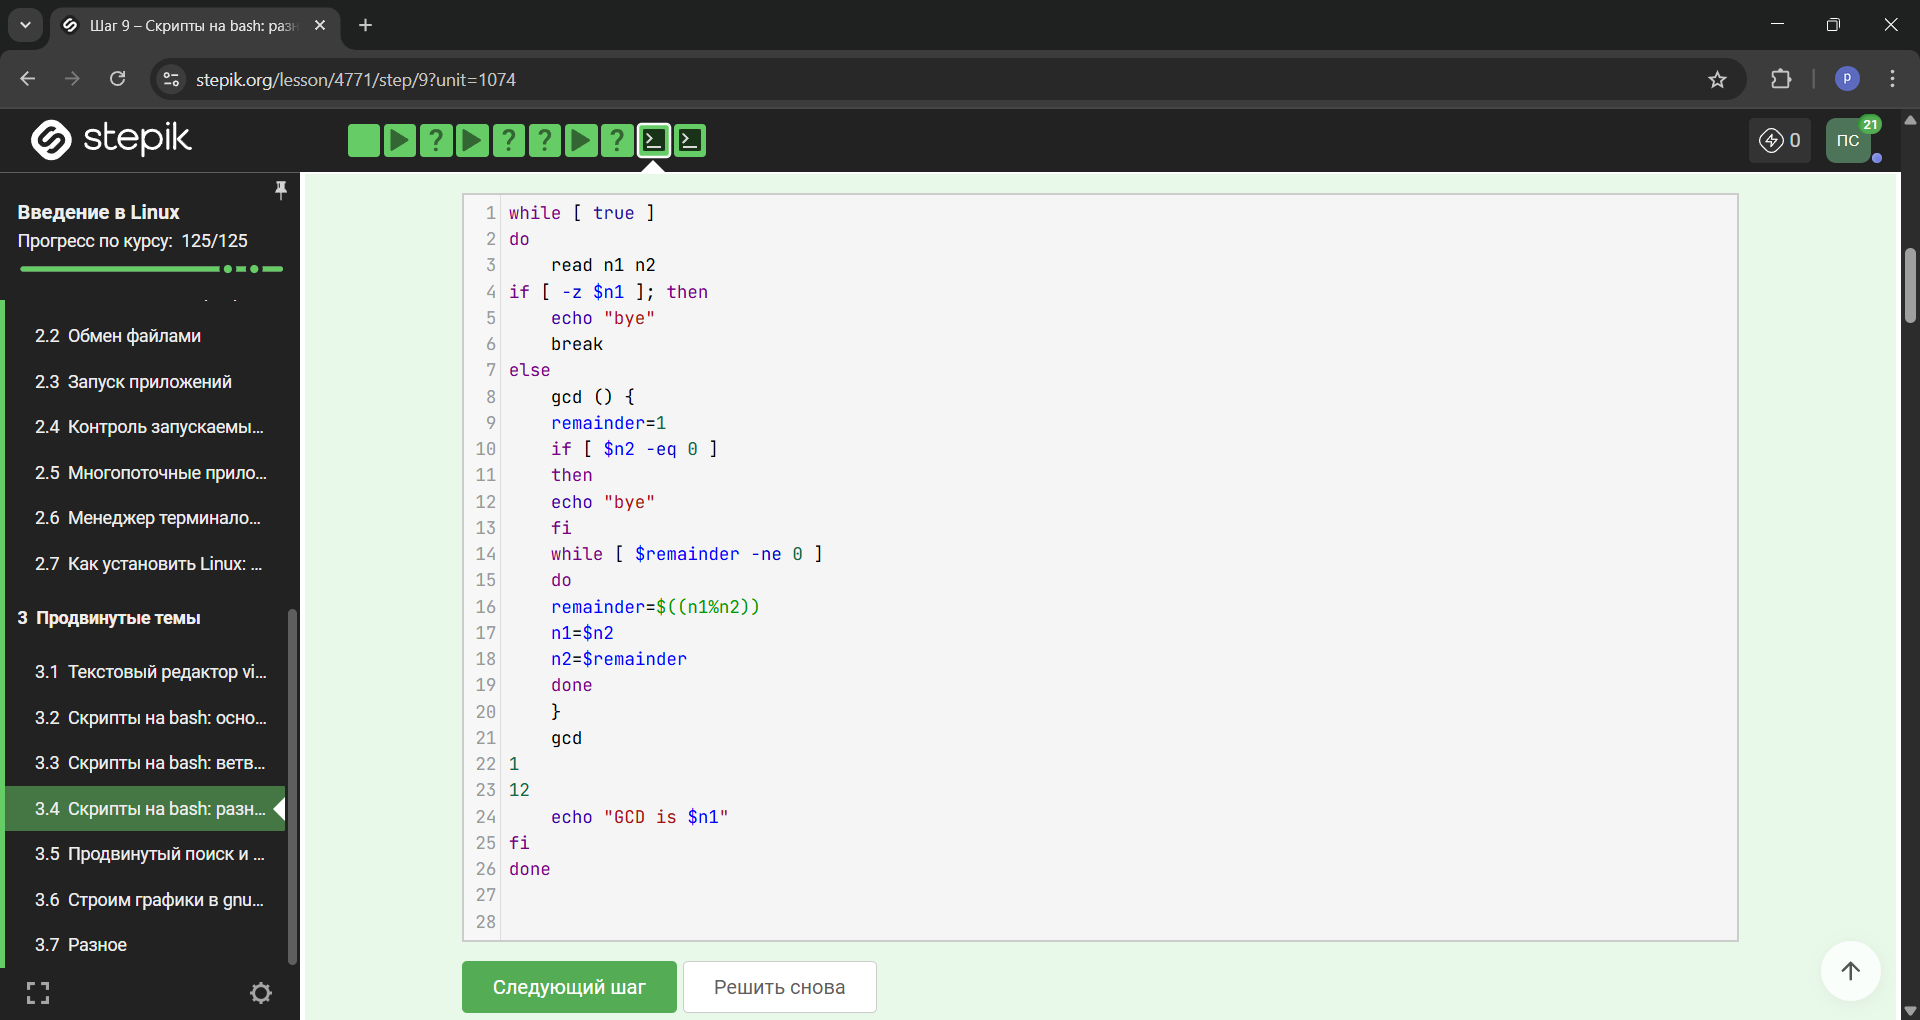 Шаг 9 – Скрипты на bash: разн
stepik.org/lesson/4771/step/9?unit=1074
P
stepik
0
ПС
21
Введение в Linux
Прогресс по курсу: 125/125
2.2 Обмен файлами
2.3 Запуск приложений
2.4 Контроль запускаемы...
2.5 Многопоточные прило...
2.6 Менеджер терминало...
2.7 Как установить Linux: ...
3 Продвинутые темы
3.1 Текстовый редактор vi...
3.2 Скрипты на bash: осно...
3.3 Скрипты на bash: ветв...
3.4 Скрипты на bash: разн...
3.5 Продвинутый поиск и ...
3.6 Строим графики в gnu...
3.7 Разное
1 while [ true ]
2 do
3 read n1 n2
4 if [ -z $n1 ]; then
5 echo "bye"
6 break
7 else
8 gcd () {
9 remainder=1
10 if [ $n2 -eq 0 ]
11 then
12 echo "bye"
13 fi
14 while [ $remainder -ne 0 ]
15 do
16 remainder=$((n1%n2))
17 n1=$n2
18 n2=$remainder
19 done
20 }
21 gcd
22 1
23 12
24 echo "GCD is $n1"
25 fi
26 done
27
28
Следующий шаг
Решить снова